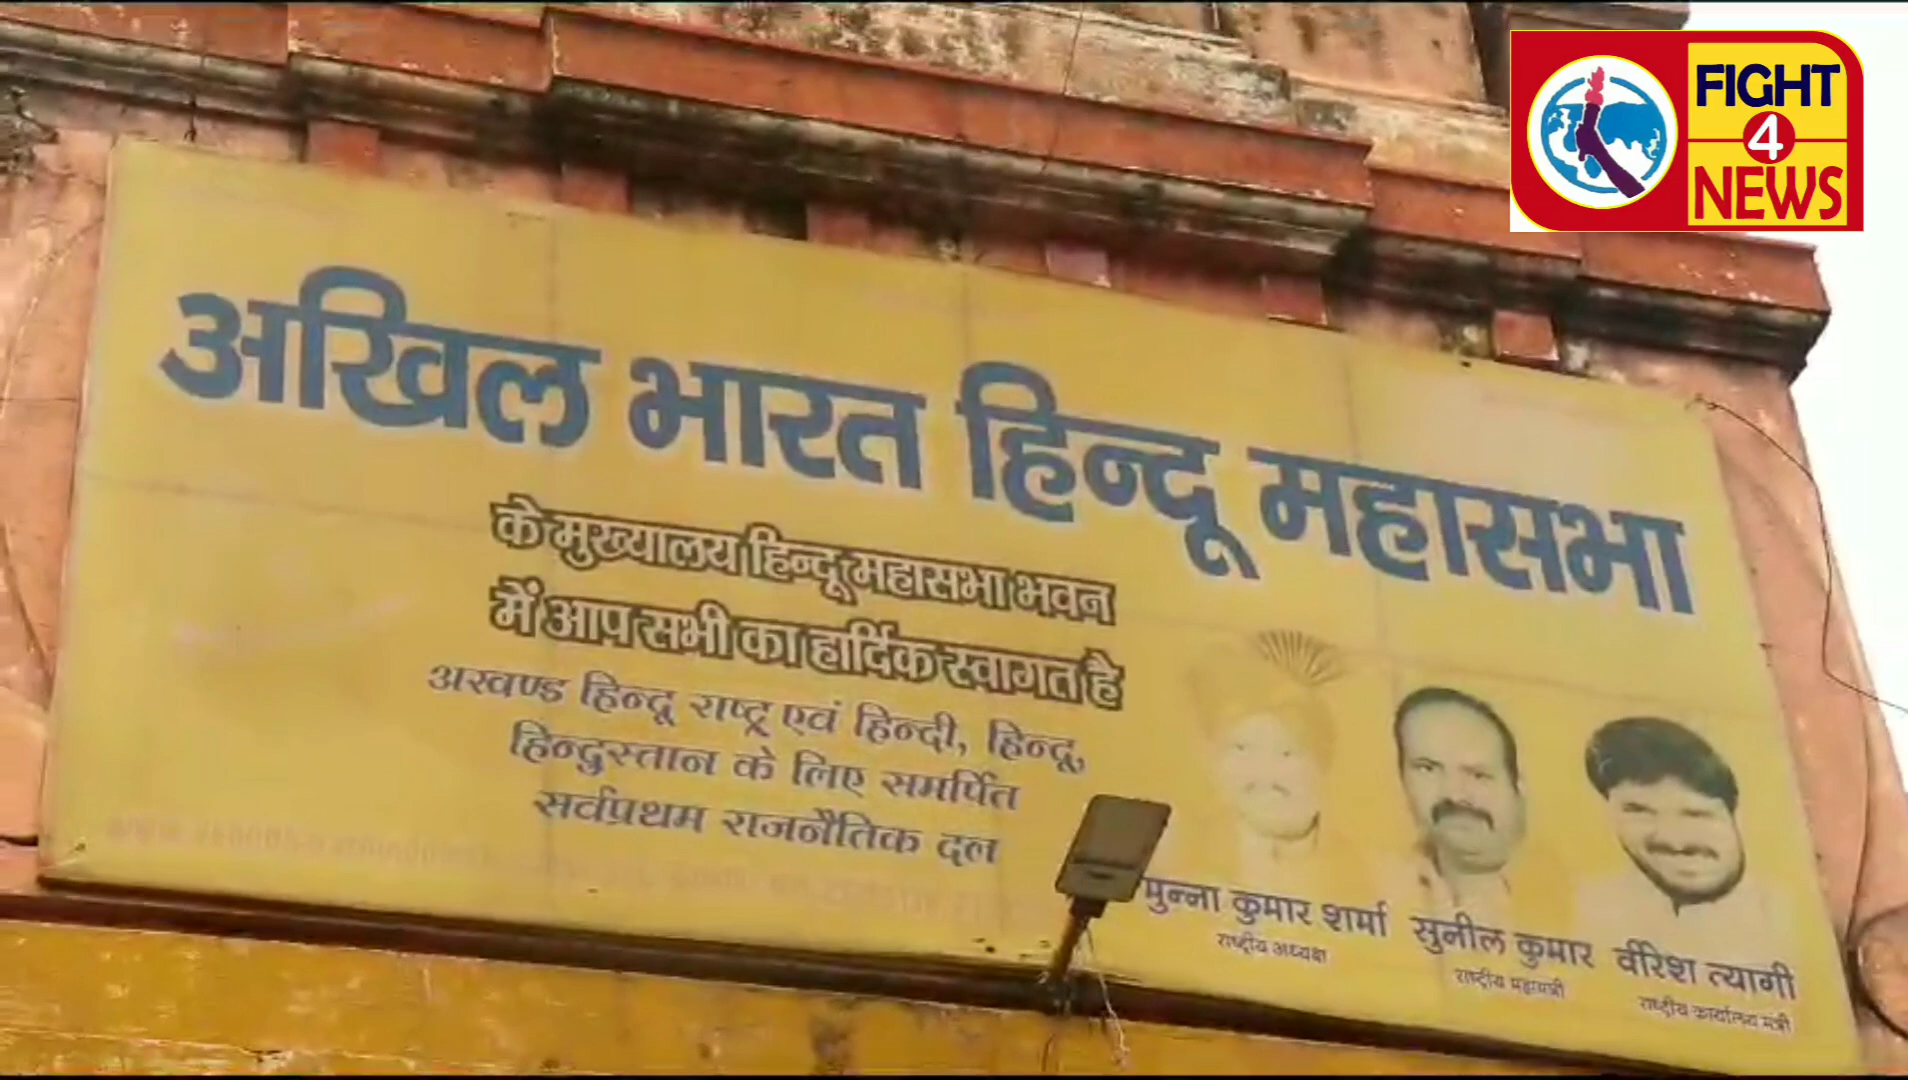 FIGHT
4
NEWS
अखिल भारत हिन्दू महासभा
के मुख्यालय हिन्दू महासभा भवन
में आप सभी का हार्दिक स्वागत है
अखण्ड हिन्दू राष्ट्र एवं हिन्दी, हिन्दू,
हिन्दुस्तान के लिए समर्पित
सर्वप्रथम राजनैतिक दल
मुन्ना कुमार शर्मा
राष्ट्रीय अध्यक्ष
सुनील कुमार
राष्ट्रीय महामंत्री
वीरेश त्यागी
राष्ट्रीय कार्यालय मंत्री